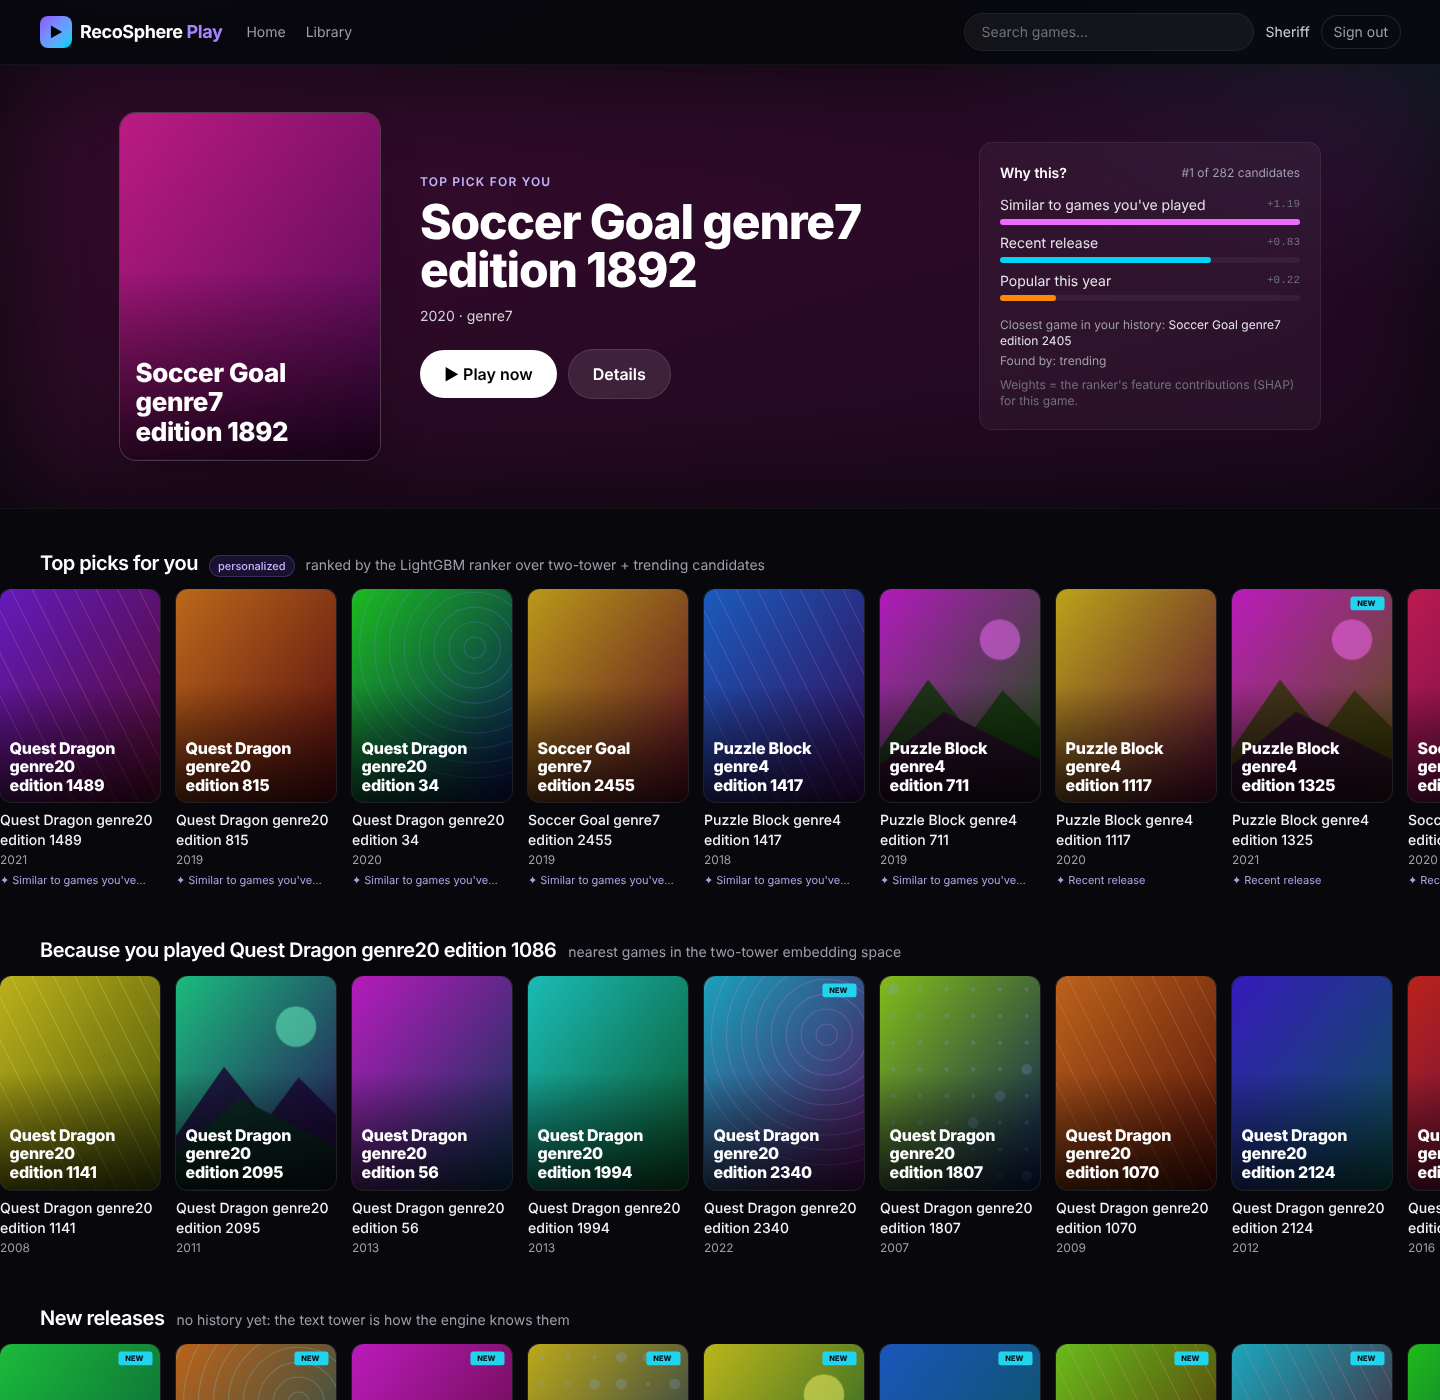 RecoSphere Play
Home
Library
Search games...
Sheriff
Sign out
Soccer Goal
genre7
edition 1892
TOP PICK FOR YOU
Soccer Goal genre7
edition 1892
2020 · genre7
▶ Play now
Details
Why this?
#1 of 282 candidates
Similar to games you've played
+1.19
Recent release
+0.83
Popular this year
+0.22
Closest game in your history: Soccer Goal genre7
edition 2405
Found by: trending
Weights = the ranker's feature contributions (SHAP)
for this game.
Top picks for you
personalized
ranked by the LightGBM ranker over two-tower + trending candidates
Quest Dragon
genre20
edition 1489
Quest Dragon genre20
edition 1489
2021
✦ Similar to games you've...
Quest Dragon
genre20
edition 815
Quest Dragon genre20
edition 815
2019
✦ Similar to games you've...
Quest Dragon
genre20
edition 34
Quest Dragon genre20
edition 34
2020
✦ Similar to games you've...
Soccer Goal
genre7
edition 2455
Soccer Goal genre7
edition 2455
2019
✦ Similar to games you've...
Puzzle Block
genre4
edition 1417
Puzzle Block genre4
edition 1417
2018
✦ Similar to games you've...
Puzzle Block
genre4
edition 711
Puzzle Block genre4
edition 711
2019
✦ Similar to games you've...
Puzzle Block
genre4
edition 1117
Puzzle Block genre4
edition 1117
2020
✦ Recent release
NEW
Puzzle Block
genre4
edition 1325
Puzzle Block genre4
edition 1325
2021
✦ Recent release
2020
Because you played Quest Dragon genre20 edition 1086
nearest games in the two-tower embedding space
Quest Dragon
genre20
edition 1141
Quest Dragon genre20
edition 1141
2008
Quest Dragon
genre20
edition 2095
Quest Dragon genre20
edition 2095
2011
Quest Dragon
genre20
edition 56
Quest Dragon genre20
edition 56
2013
Quest Dragon
genre20
edition 1994
Quest Dragon genre20
edition 1994
2013
NEW
Quest Dragon
genre20
edition 2340
Quest Dragon genre20
edition 2340
2022
Quest Dragon
genre20
edition 1807
Quest Dragon genre20
edition 1807
2007
Quest Dragon
genre20
edition 1070
Quest Dragon genre20
edition 1070
2009
Quest Dragon
genre20
edition 2124
Quest Dragon genre20
edition 2124
2012
2016
New releases
no history yet: the text tower is how the engine knows them
NEW
NEW
NEW
NEW
NEW
NEW
NEW
NEW